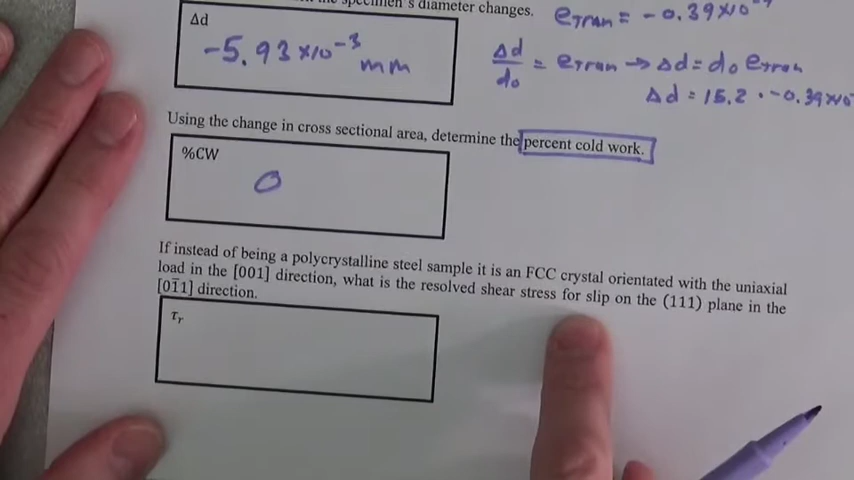 specimen's diameter changes.
e_TRAN = -0.39×10
Δd
-5.93×10⁻³ mm
Δd/d₀ = e_TRAN → Δd = d₀ e_TRAN
Δd = 15.2 · -0.39×10
Using the change in cross sectional area, determine the percent cold work.
%CW
0
If instead of being a polycrystalline steel sample it is an FCC crystal orientated with the uniaxial
load in the [001] direction, what is the resolved shear stress for slip on the (111) plane in the
[01̅1] direction.
τᵣ